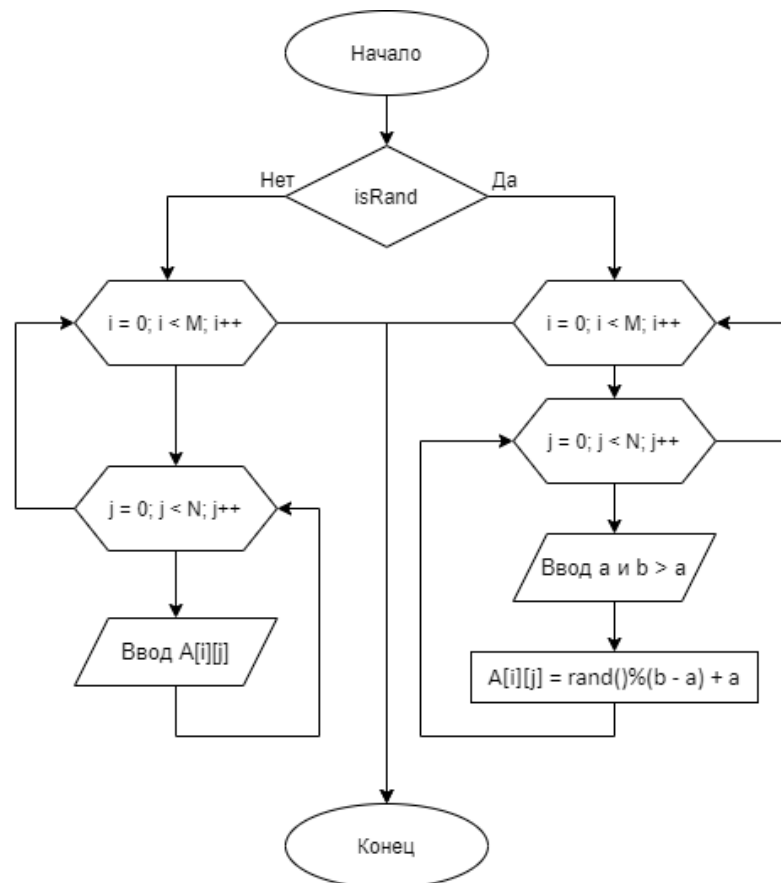 Начало
Нет
Да
isRand
i = 0; i < M; i++
i = 0; i < M; i++
j = 0; j < N; j++
j = 0; j < N; j++
Ввод a и b > a
Ввод A[i][j]
A[i][j] = rand()%(b - a) + a
Конец